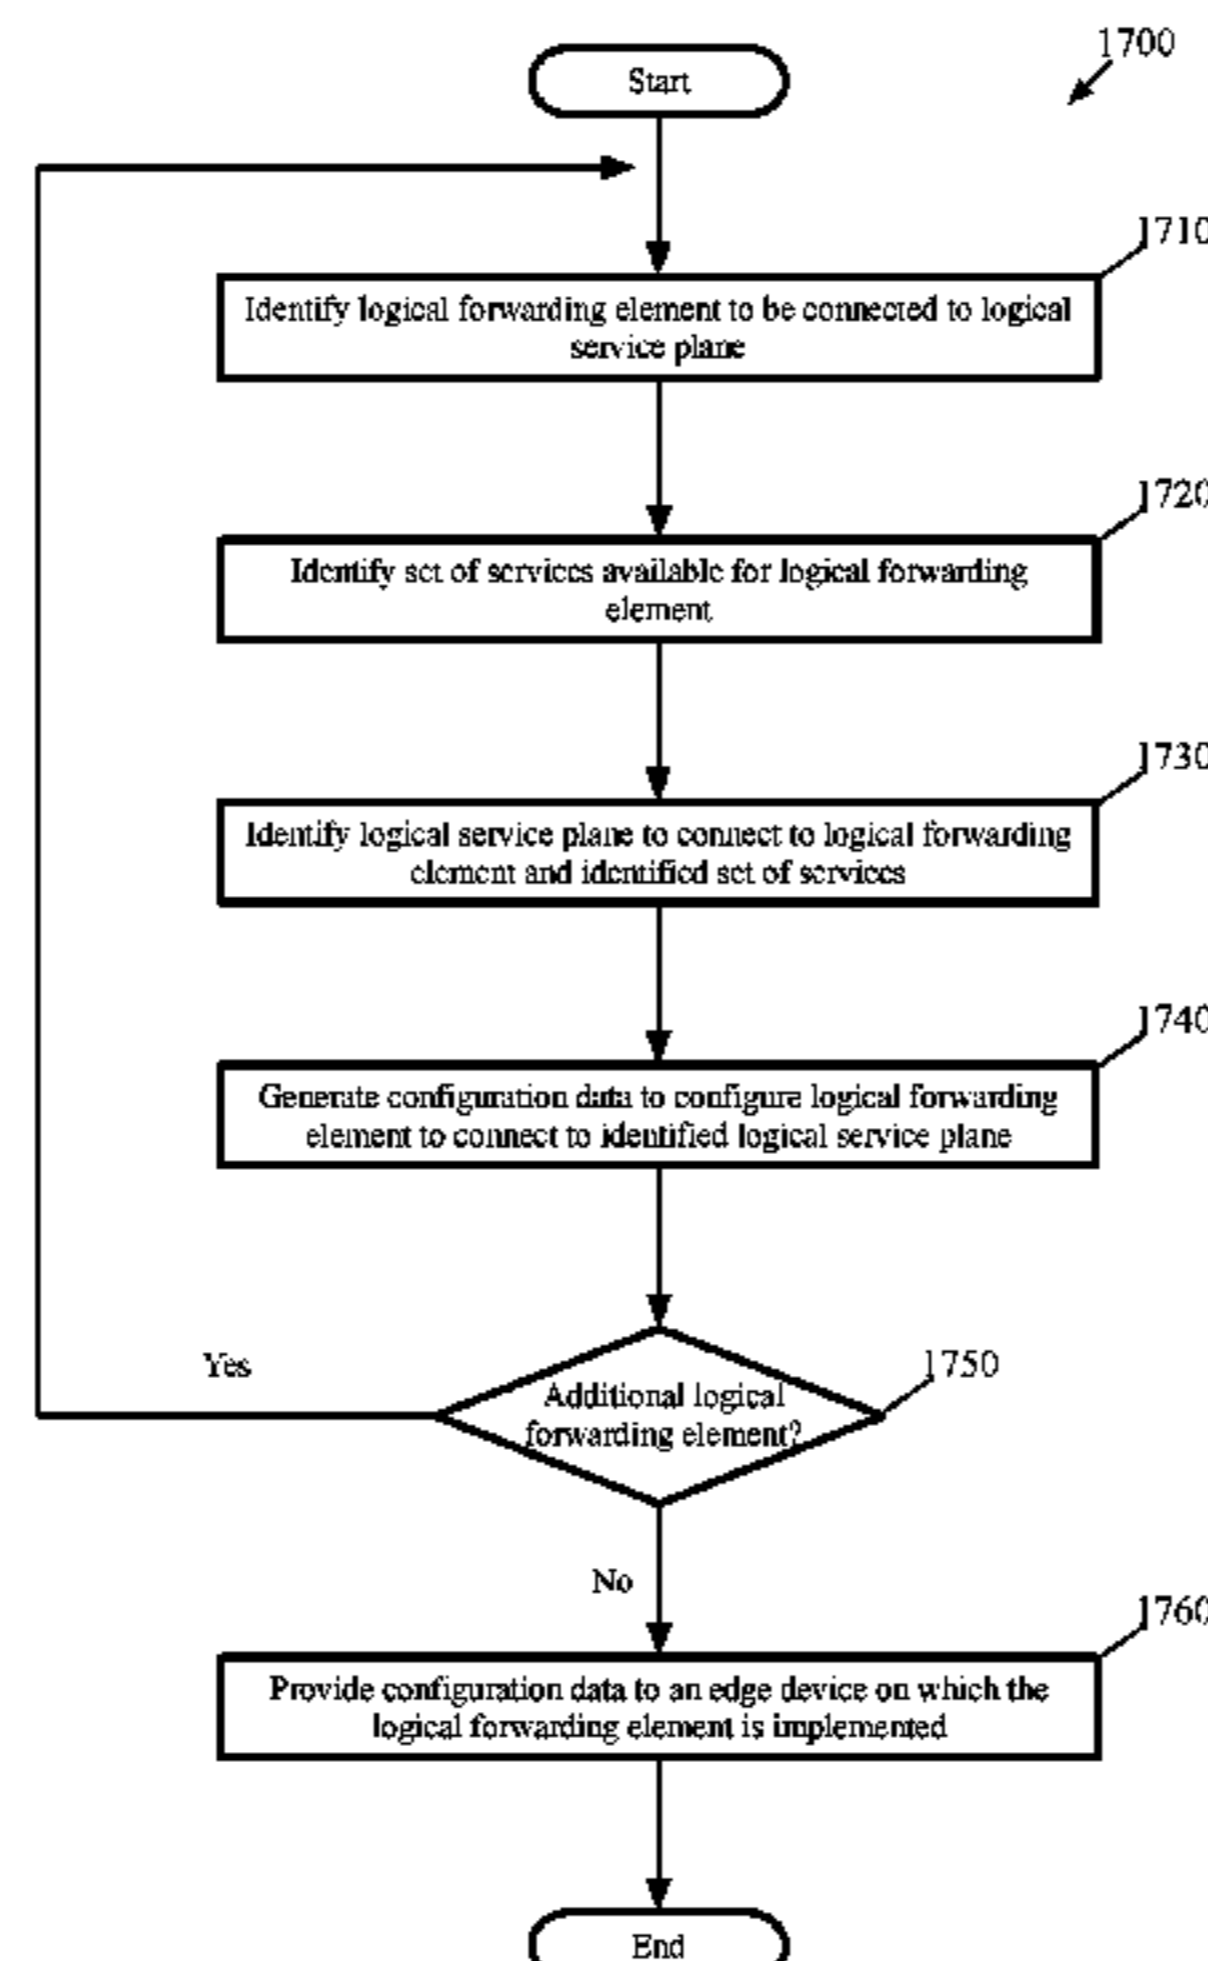 1700
Start
1710
Identify logical forwarding element to be connected to logical
service plane
1720
Identify set of services available for logical forwarding
element
1730
Identify logical service plane to connect to logical forwarding
element and identified set of services
1740
Generate configuration data to configure logical forwarding
element to connect to identified logical service plane
Yes
1750
Additional logical
forwarding element?
No
1760
Provide configuration data to an edge device on which the
logical forwarding element is implemented
End